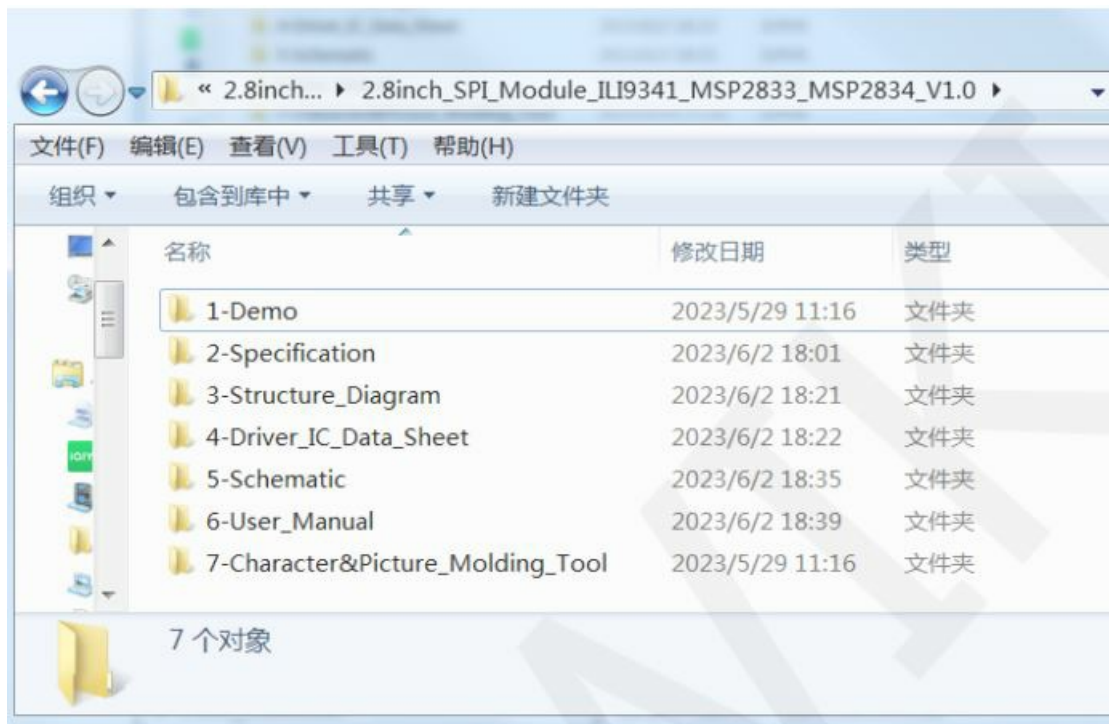 « 2.8inch... ▸ 2.8inch_SPI_Module_ILI9341_MSP2833_MSP2834_V1.0 ▸
文件(F) 编辑(E) 查看(V) 工具(T) 帮助(H)
组织 包含到库中 共享 新建文件夹
名称 修改日期 类型
1-Demo 2023/5/29 11:16 文件夹
2-Specification 2023/6/2 18:01 文件夹
3-Structure_Diagram 2023/6/2 18:21 文件夹
4-Driver_IC_Data_Sheet 2023/6/2 18:22 文件夹
5-Schematic 2023/6/2 18:35 文件夹
6-User_Manual 2023/6/2 18:39 文件夹
7-Character&Picture_Molding_Tool 2023/5/29 11:16 文件夹
7 个对象